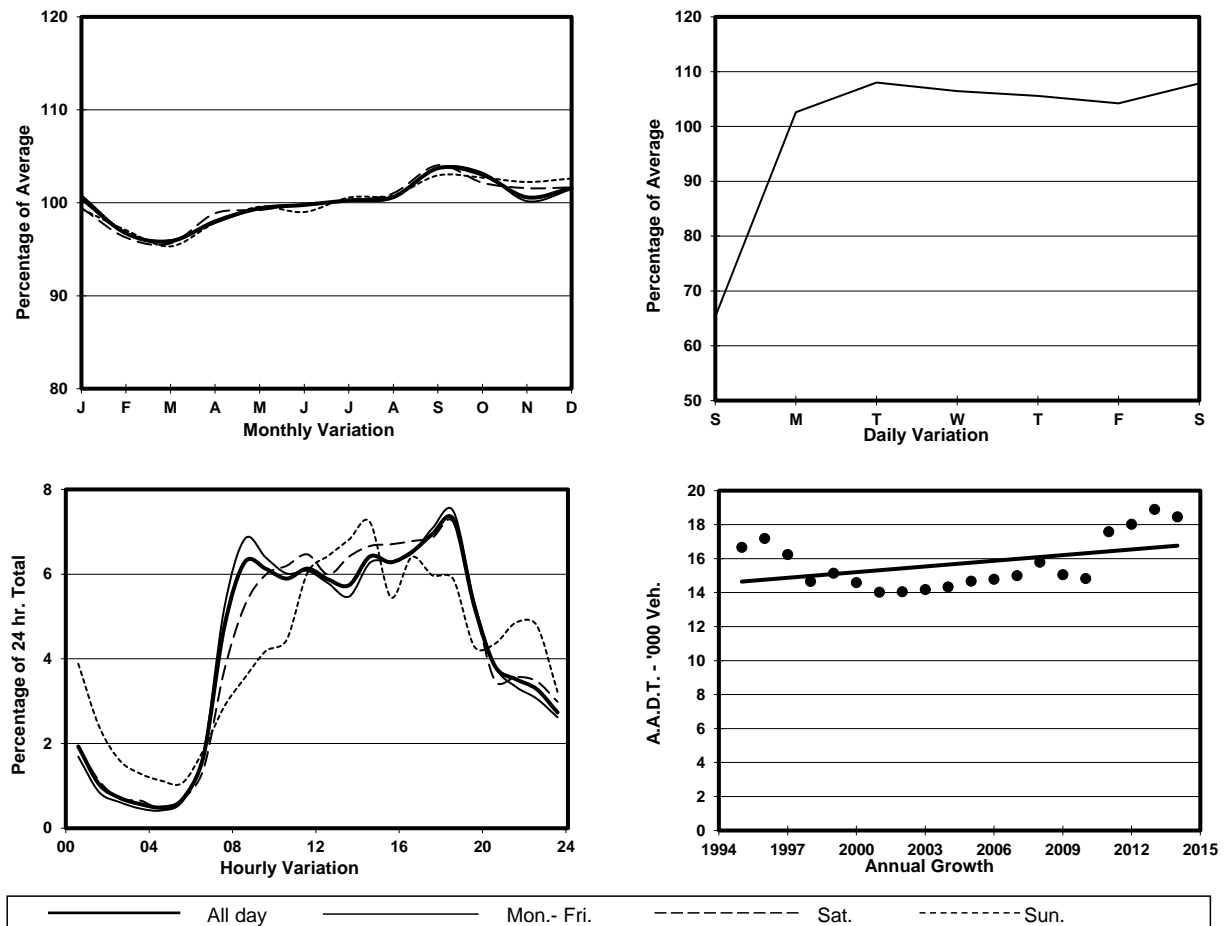 120
110
100
90
80
Percentage of Average
J F M A M J J A S O N D
Monthly Variation
120
110
100
90
80
70
60
50
Percentage of Average
S M T W T F S
Daily Variation
8
6
4
2
0
Percentage of 24 hr. Total
00 04 08 12 16 20 24
Hourly Variation
20
18
16
14
12
10
8
6
4
2
0
A.A.D.T. - '000 Veh.
1994 1997 2000 2003 2006 2009 2012 2015
Annual Growth
All day Mon.- Fri. Sat. Sun.